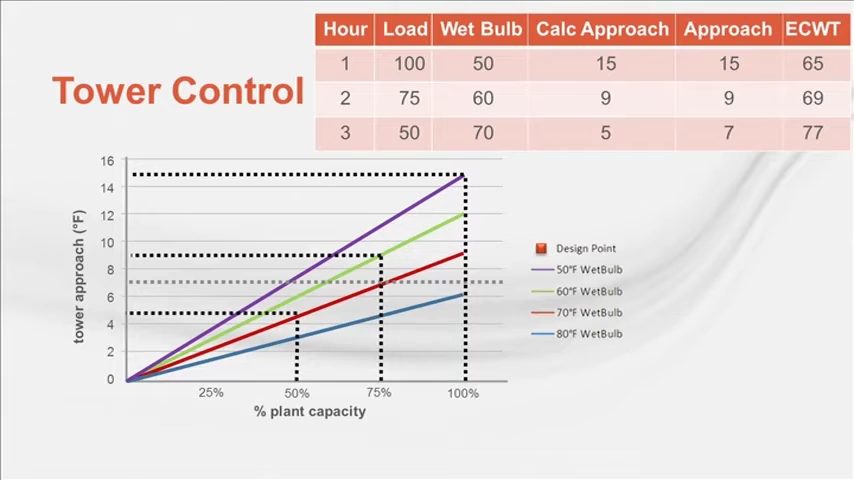 Hour Load Wet Bulb Calc Approach Approach ECWT
1 100 50 15 15 65
2 75 60 9 9 69
3 50 70 5 7 77
Tower Control
16
14
12
10
8
6
4
2
0
tower approach (°F)
25% 50% 75% 100%
% plant capacity
Design Point
50°F WetBulb
60°F WetBulb
70°F WetBulb
80°F WetBulb